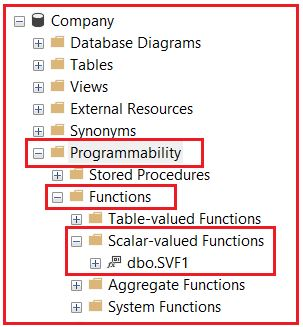 Company
Database Diagrams
Tables
Views
External Resources
Synonyms
Programmability
Stored Procedures
Functions
Table-valued Functions
Scalar-valued Functions
dbo.SVF1
Aggregate Functions
System Functions